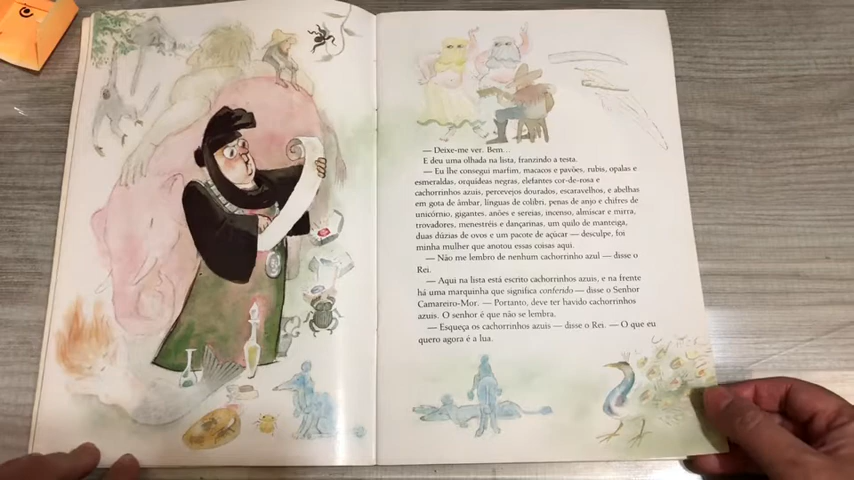 — Deixe-me ver. Bem...
E deu uma olhada na lista, franzindo a testa.
— Eu lhe consegui marfim, macacos e pavões, rubis, opalas e
esmeraldas, orquídeas negras, elefantes cor-de-rosa e
cachorrinhos azuis, percevejos dourados, escaravelhos, e abelhas
em gota de âmbar, línguas de colibri, penas de anjo e chifres de
unicórnio, gigantes, anões e sereias, incenso, almíscar e mirra,
trovadores, menestréis e dançarinas, um quilo de manteiga,
duas dúzias de ovos e um pacote de açúcar — desculpe, foi
minha mulher que anotou essas coisas aqui.
— Não me lembro de nenhum cachorrinho azul — disse o
Rei.
— Aqui na lista está escrito cachorrinhos azuis, e na frente
há uma marquinha que significa conferido — disse o Senhor
Camareiro-Mor. — Portanto, deve ter havido cachorrinhos
azuis. O senhor é que não se lembra.
— Esqueça os cachorrinhos azuis — disse o Rei. — O que eu
quero agora é a lua.